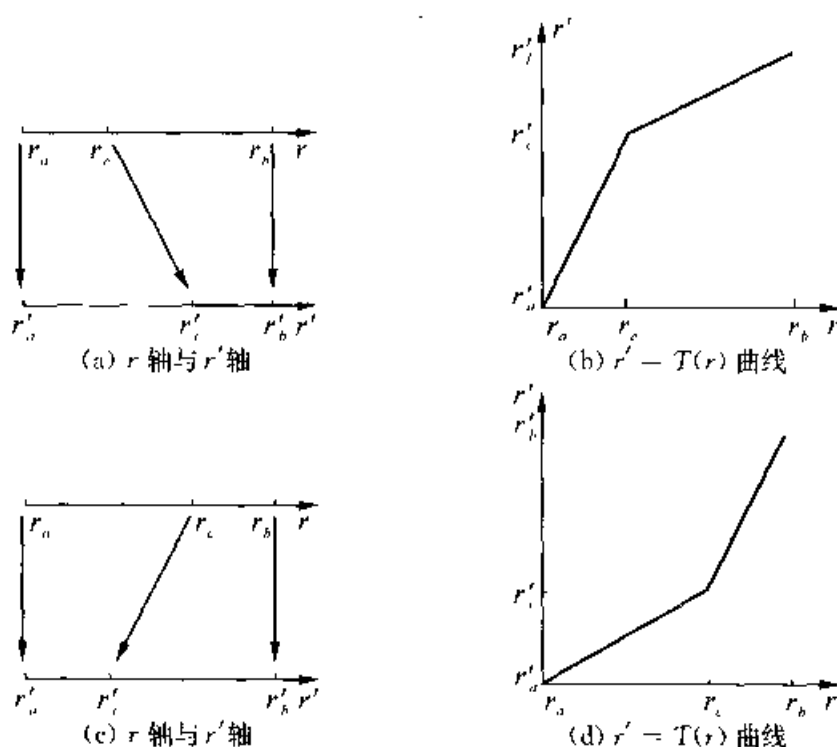 r_a r_c r_b r
r'_a r'_c r'_b r'
(a) r 轴与 r' 轴
r'
r'_c
r'_a
r_a r_c r_b r
(b) r' = T(r) 曲线
r_a r_c r_b r
r'_a r'_c r'_b r'
(c) r 轴与 r' 轴
r'
r'_b
r'_c
r'_a
r_a r_c r_b r
(d) r' = T(r) 曲线